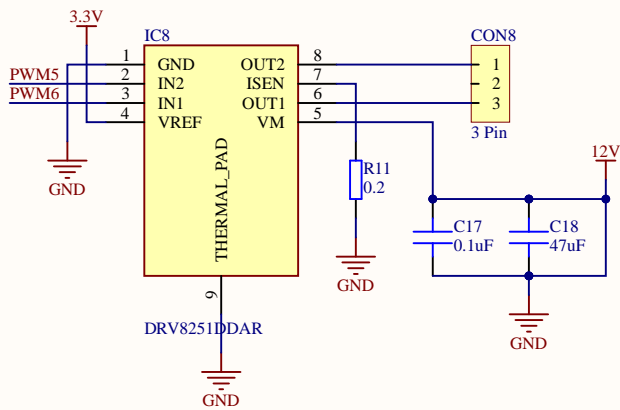 3.3V
IC8
CON8
1 GND OUT2 8 1
PWM5 2 IN2 ISEN 7 2
PWM6 3 IN1 OUT1 6 3
4 VREF VM 5
3 Pin
THERMAL_PAD
12V
GND
R11
0.2
C17
0.1uF
C18
47uF
GND
9
DRV8251DDAR
GND
GND